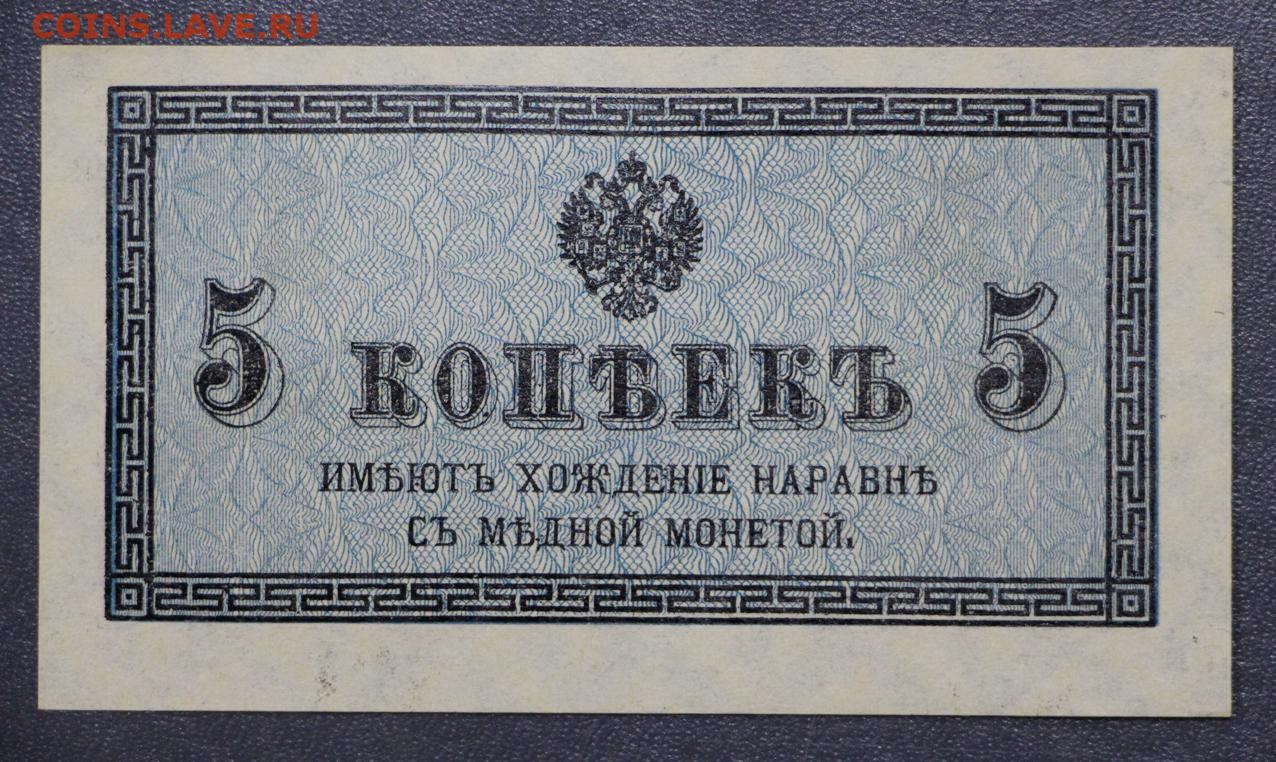 COINS.LAVE.RU
5 КОПѢЕКЪ 5
ИМѢЮТЪ ХОЖДЕНІЕ НАРАВНѢ
СЪ МѢДНОЙ МОНЕТОЙ.